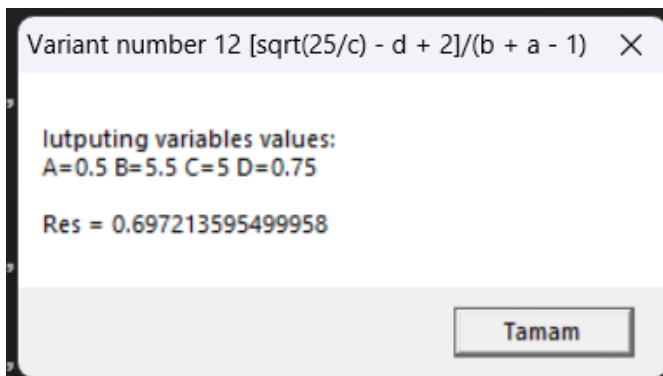 Variant number 12 [sqrt(25/c) - d + 2]/(b + a - 1)
lutputing variables values:
A=0.5 B=5.5 C=5 D=0.75
Res = 0.697213595499958
Tamam